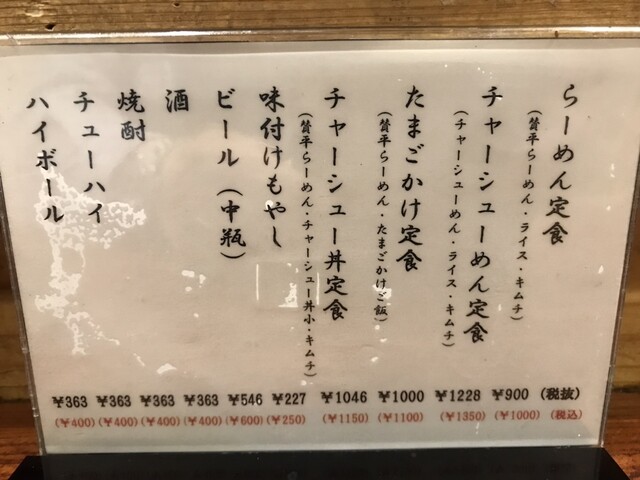 らーめん定食
（賛平らーめん・ライス・キムチ）
チャーシューめん定食
（チャーシューめん・ライス・キムチ）
たまごかけ定食
（賛平らーめん・たまごかけご飯）
チャーシュー丼定食
（賛平らーめん・チャーシュー丼小・キムチ）
味付けもやし
ビール（中瓶）
酒
焼酎
チューハイ
ハイボール
¥363 ¥363 ¥363 ¥363 ¥546 ¥227 ¥1046 ¥1000 ¥1228 ¥900 （税抜）
(¥400) (¥400) (¥400) (¥400) (¥600) (¥250) (¥1150) (¥1100) (¥1350) (¥1000) （税込）